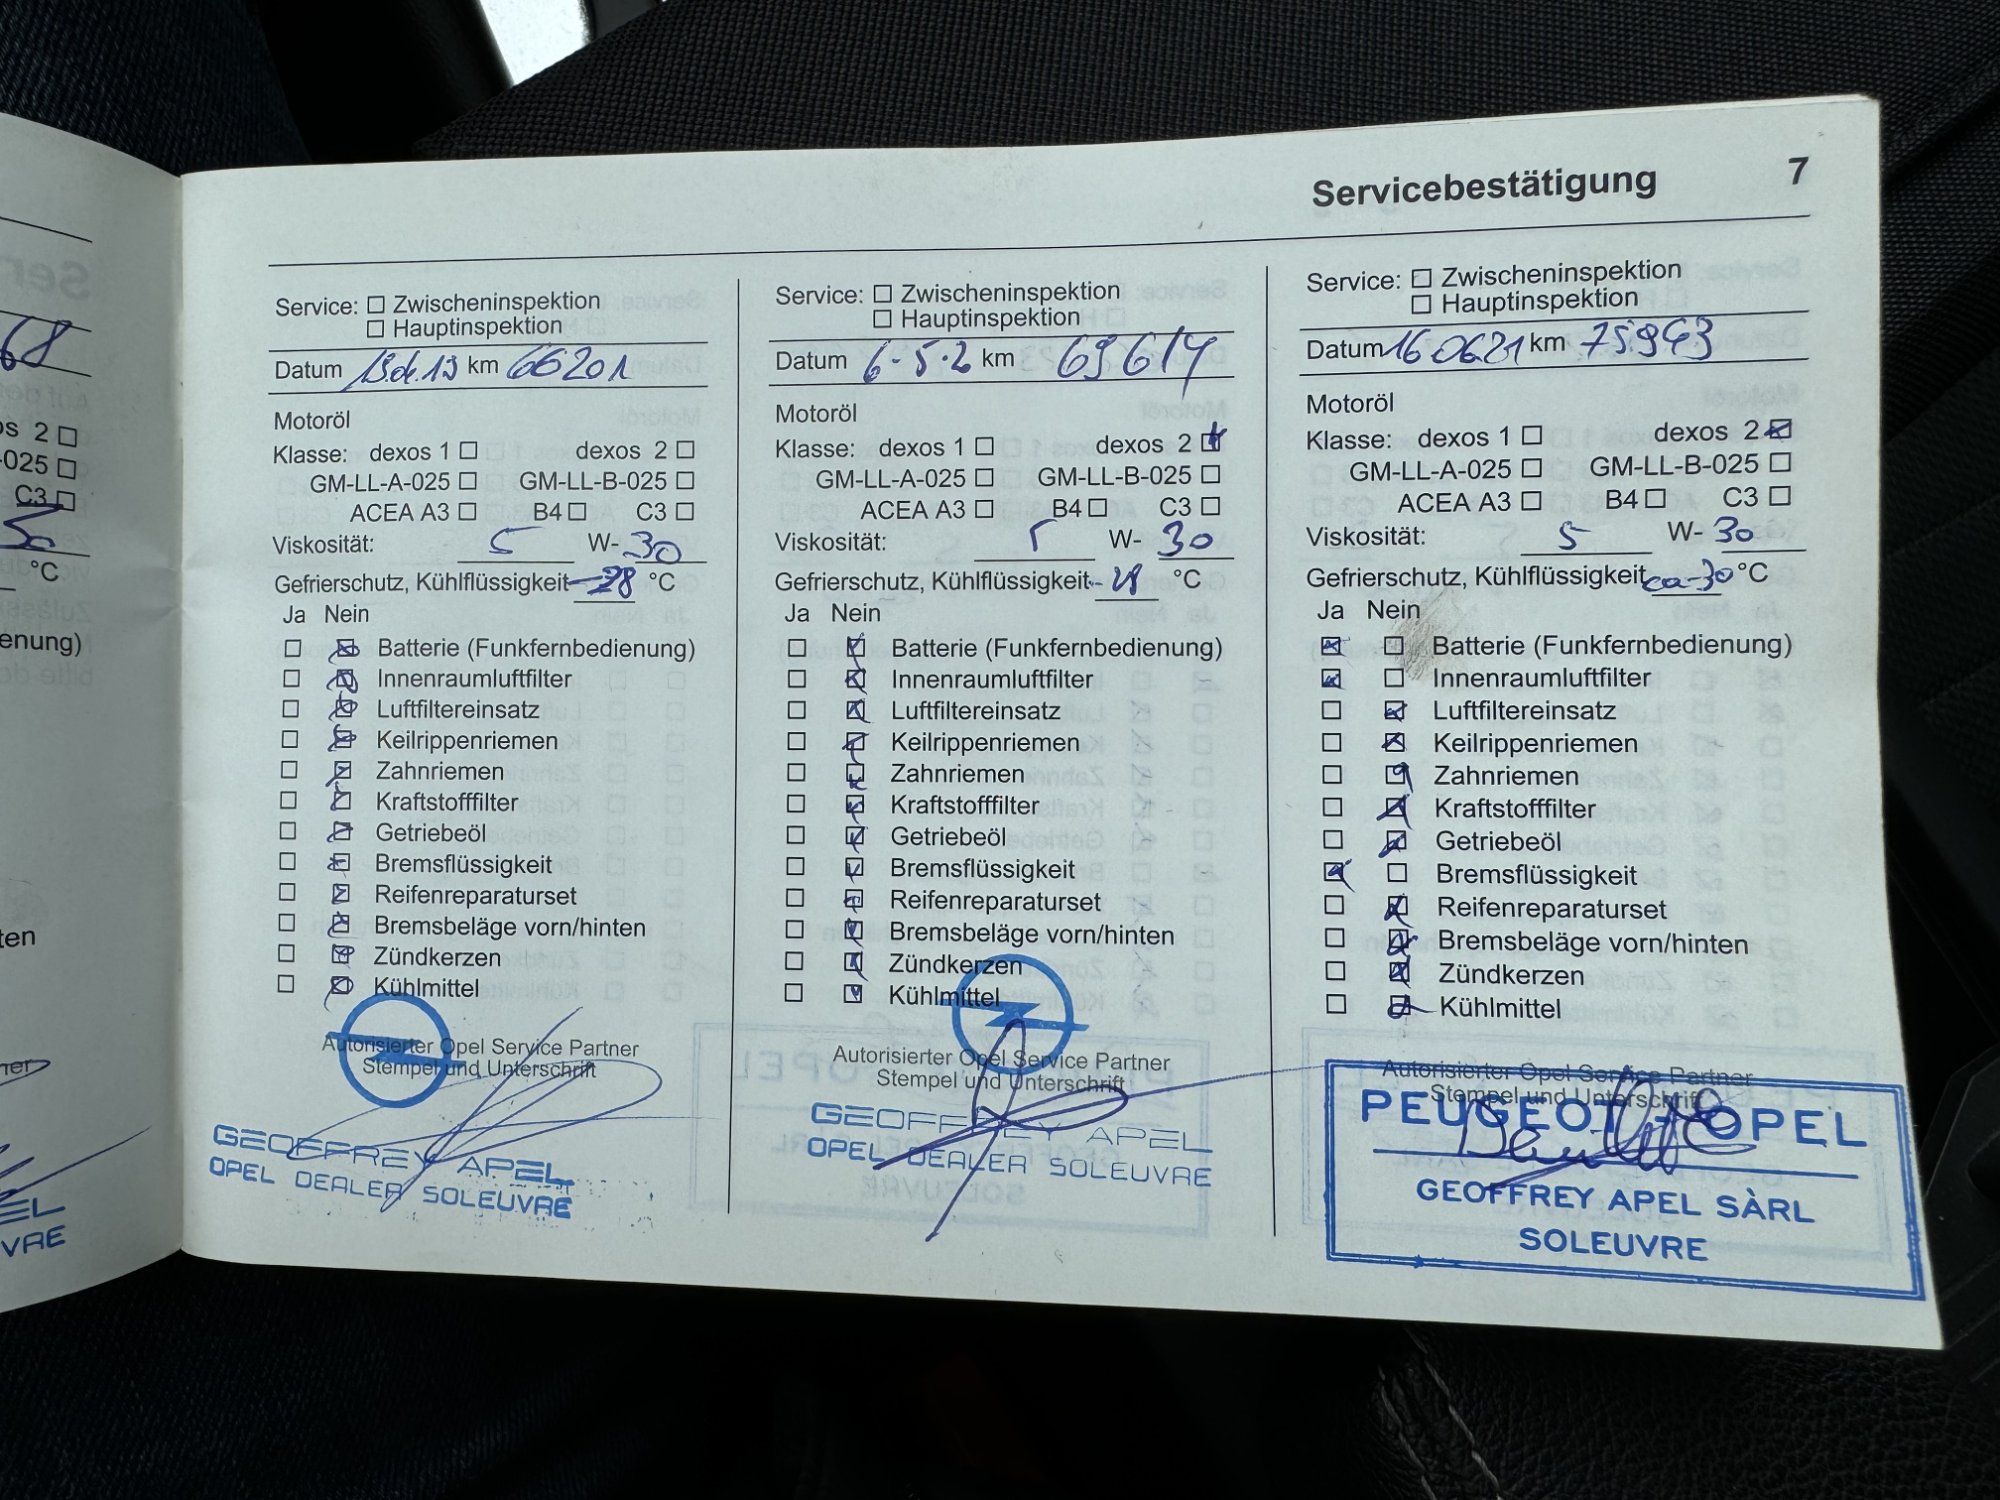 Servicebestätigung 7
Service: Zwischeninspektion
Hauptinspektion
Datum 13.04.19 km 66201
Motoröl
Klasse: dexos 1 dexos 2
GM-LL-A-025 GM-LL-B-025
ACEA A3 B4 C3
Viskosität: 5 W- 30
Gefrierschutz, Kühlflüssigkeit -28 °C
Ja Nein
Batterie (Funkfernbedienung)
Innenraumluftfilter
Luftfiltereinsatz
Keilrippenriemen
Zahnriemen
Kraftstofffilter
Getriebeöl
Bremsflüssigkeit
Reifenreparaturset
Bremsbeläge vorn/hinten
Zündkerzen
Kühlmittel
Autorisierter Opel Service Partner
Stempel und Unterschrift
GEOFFREY APEL
OPEL DEALER SOLEUVRE
Service: Zwischeninspektion
Hauptinspektion
Datum 6-5-2 km 69614
Motoröl
Klasse: dexos 1 dexos 2
GM-LL-A-025 GM-LL-B-025
ACEA A3 B4 C3
Viskosität: 5 W- 30
Gefrierschutz, Kühlflüssigkeit -28 °C
Ja Nein
Batterie (Funkfernbedienung)
Innenraumluftfilter
Luftfiltereinsatz
Keilrippenriemen
Zahnriemen
Kraftstofffilter
Getriebeöl
Bremsflüssigkeit
Reifenreparaturset
Bremsbeläge vorn/hinten
Zündkerzen
Kühlmittel
Autorisierter Opel Service Partner
Stempel und Unterschrift
GEOFFREY APEL
OPEL DEALER SOLEUVRE
Service: Zwischeninspektion
Hauptinspektion
Datum 160621 km 75943
Motoröl
Klasse: dexos 1 dexos 2
GM-LL-A-025 GM-LL-B-025
ACEA A3 B4 C3
Viskosität: 5 W- 30
Gefrierschutz, Kühlflüssigkeit ca-30 °C
Ja Nein
Batterie (Funkfernbedienung)
Innenraumluftfilter
Luftfiltereinsatz
Keilrippenriemen
Zahnriemen
Kraftstofffilter
Getriebeöl
Bremsflüssigkeit
Reifenreparaturset
Bremsbeläge vorn/hinten
Zündkerzen
Kühlmittel
Autorisierter Opel Service Partner
Stempel und Unterschrift
PEUGEOT - OPEL
GEOFFREY APEL SÀRL
SOLEUVRE